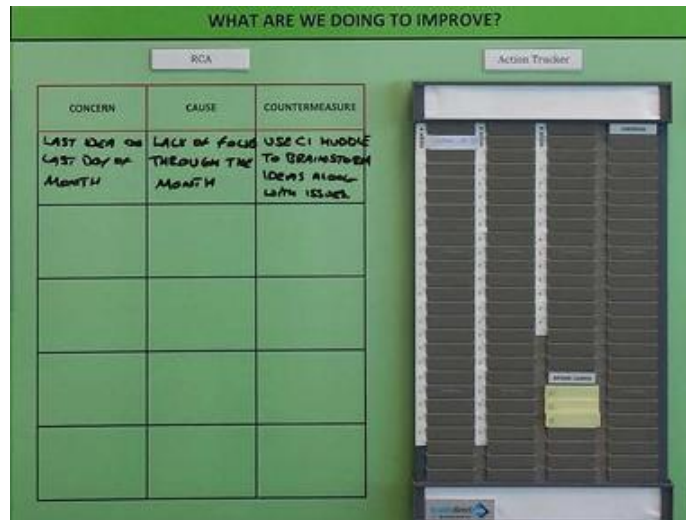 WHAT ARE WE DOING TO IMPROVE?
RCA
Action Tracker
CONCERN
CAUSE
COUNTERMEASURE
LAST IDEA ON
LAST DAY OF
MONTH
LACK OF FOCUS
THROUGH THE
MONTH
USE CI HUDDLE
TO BRAINSTORM
IDEAS ALONG
WITH ISSUES